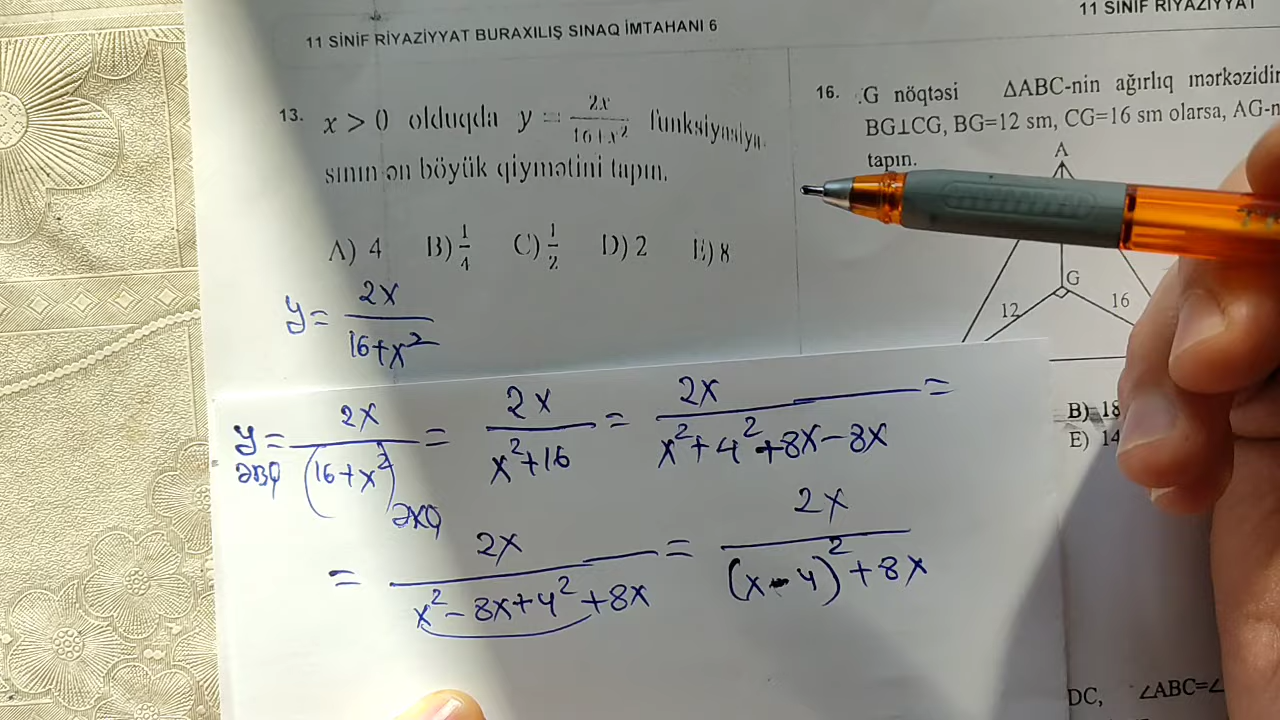 11 SİNİF RİYAZİYYAT BURAXILIŞ SINAQ İMTAHANI 6
11 SİNİF RİYAZİYYAT
13. x > 0 olduqda y = 2x/(16+x²) funksiyasıyn
sının ən böyük qiymətini tapın.
A) 4 B) 1/4 C) 1/2 D) 2 E) 8
y = 2x/(16+x²)
y əbq = 2x/(16+x²) əkq = 2x/(x²+16) = 2x/(x²+4²+8x-8x) =
= 2x/(x²-8x+4²+8x) = 2x/((x-4)²+8x)
16. .G nöqtəsi ΔABC-nin ağırlıq mərkəzidir
BG⊥CG, BG=12 sm, CG=16 sm olarsa, AG-n
tapın.
A
G
12 16
B) 18
E) 14
DC, ∠ABC=∠